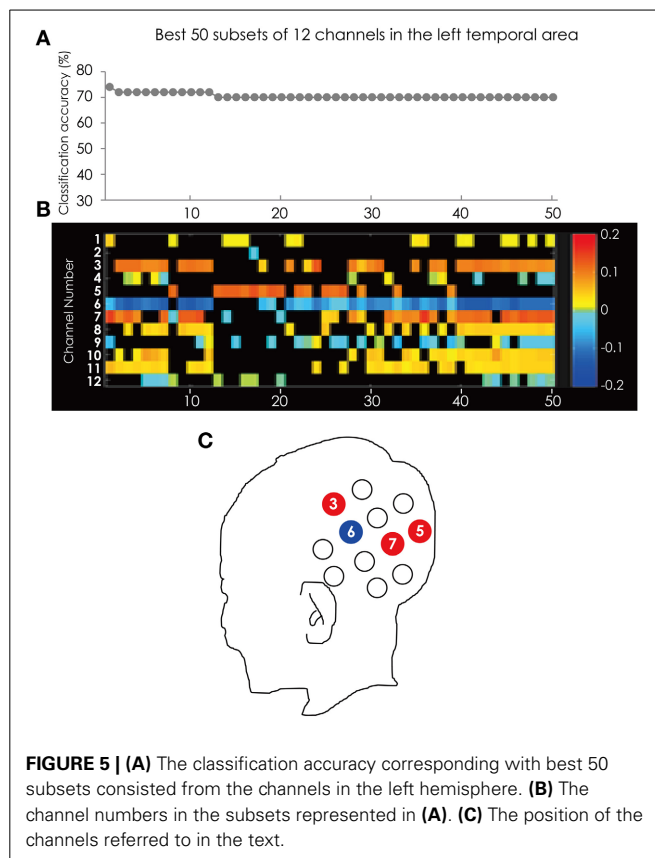 A
Best 50 subsets of 12 channels in the left temporal area
Classification accuracy (%)
80
70
60
50
40
30
10 20 30 40 50
B
Channel Number
1
2
3
4
5
6
7
8
9
10
11
12
10 20 30 40 50
0.2
0.1
0
-0.1
-0.2
C
3
6
7
5
FIGURE 5 | (A) The classification accuracy corresponding with best 50
subsets consisted from the channels in the left hemisphere. (B) The
channel numbers in the subsets represented in (A). (C) The position of the
channels referred to in the text.